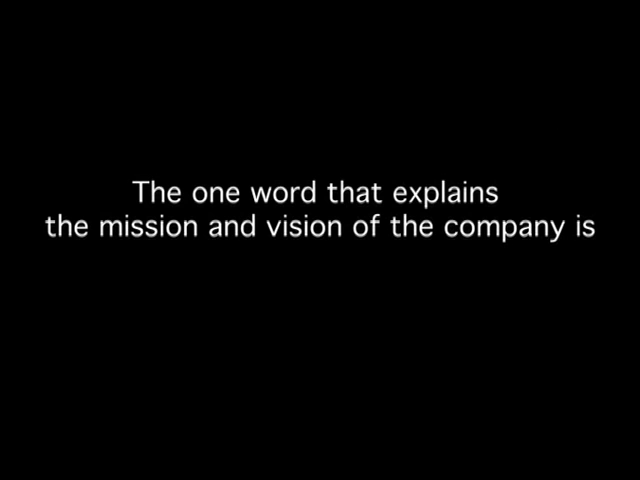 The one word that explains
the mission and vision of the company is